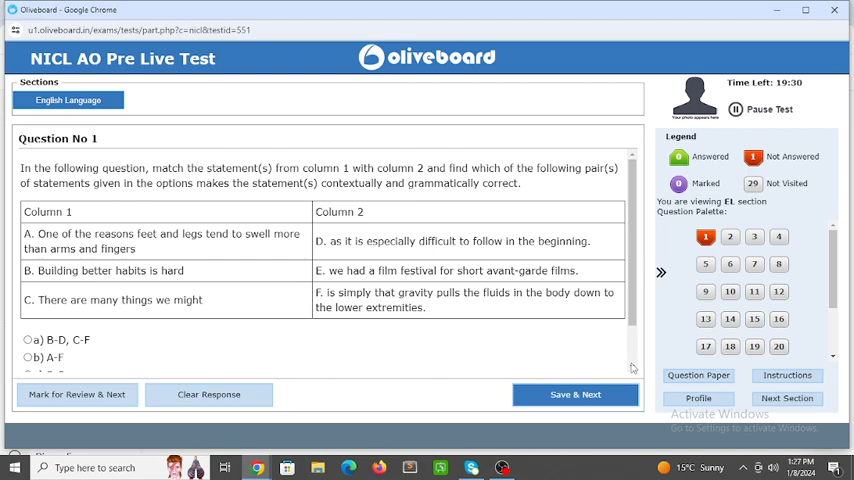 Oliveboard - Google Chrome
u1.oliveboard.in/exams/tests/part.php?c=nicl&testid=551
NICL AO Pre Live Test
oliveboard
Sections
English Language
Time Left: 19:30
Your photo appears here
Pause Test
Question No 1
In the following question, match the statement(s) from column 1 with column 2 and find which of the following pair(s)
of statements given in the options makes the statement(s) contextually and grammatically correct.
Column 1
Column 2
A. One of the reasons feet and legs tend to swell more
than arms and fingers
D. as it is especially difficult to follow in the beginning.
B. Building better habits is hard
E. we had a film festival for short avant-garde films.
C. There are many things we might
F. is simply that gravity pulls the fluids in the body down to
the lower extremities.
a) B-D, C-F
b) A-F
Mark for Review & Next
Clear Response
Save & Next
Legend
0 Answered
1 Not Answered
0 Marked
29 Not Visited
You are viewing EL section
Question Palette:
1 2 3 4
5 6 7 8
9 10 11 12
13 14 15 16
17 18 19 20
Question Paper
Instructions
Profile
Next Section
Activate Windows
Go to Settings to activate Windows.
Type here to search
15°C Sunny
1:27 PM
1/8/2024